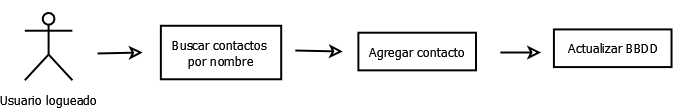 Usuario logueado
Buscar contactos
por nombre
Agregar contacto
Actualizar BBDD